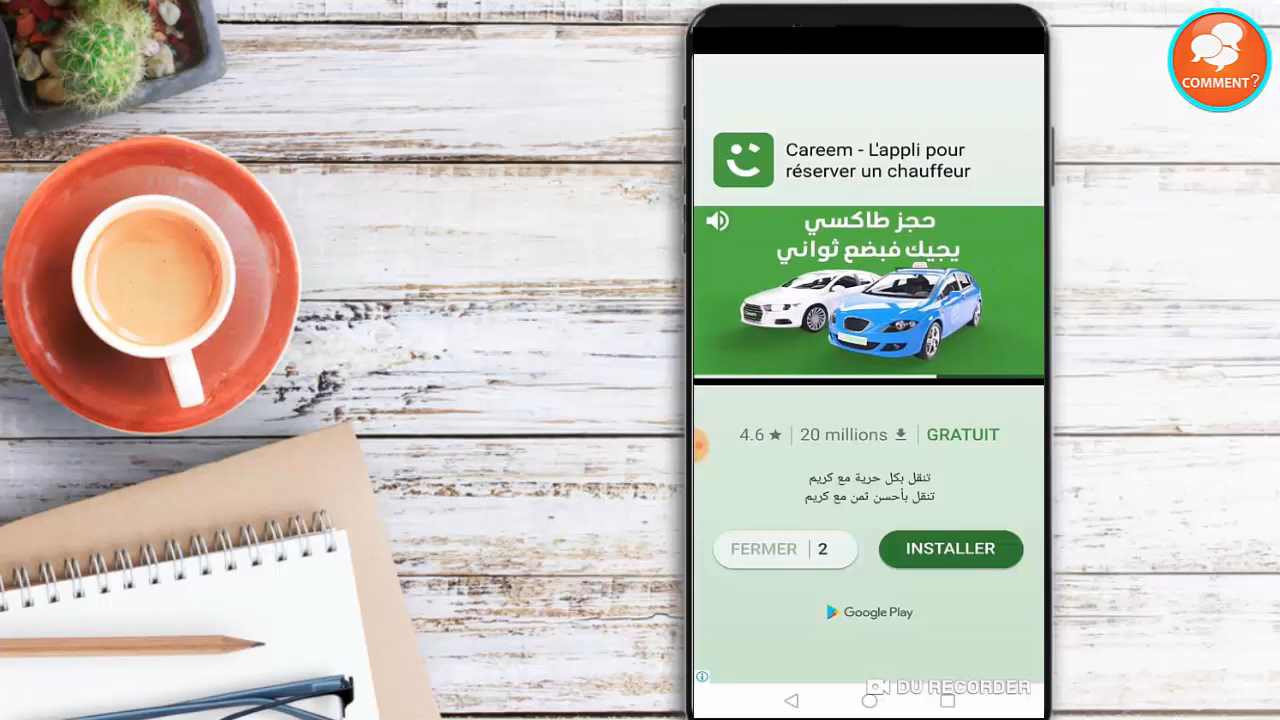 COMMENT?
Careem - L'appli pour
réserver un chauffeur
حجز طاكسي
يجيك فبضع ثواني
4.6 ★ | 20 millions | GRATUIT
تنقل بكل حرية مع كريم
تنقل بأحسن ثمن مع كريم
FERMER | 2
INSTALLER
Google Play
DU RECORDER